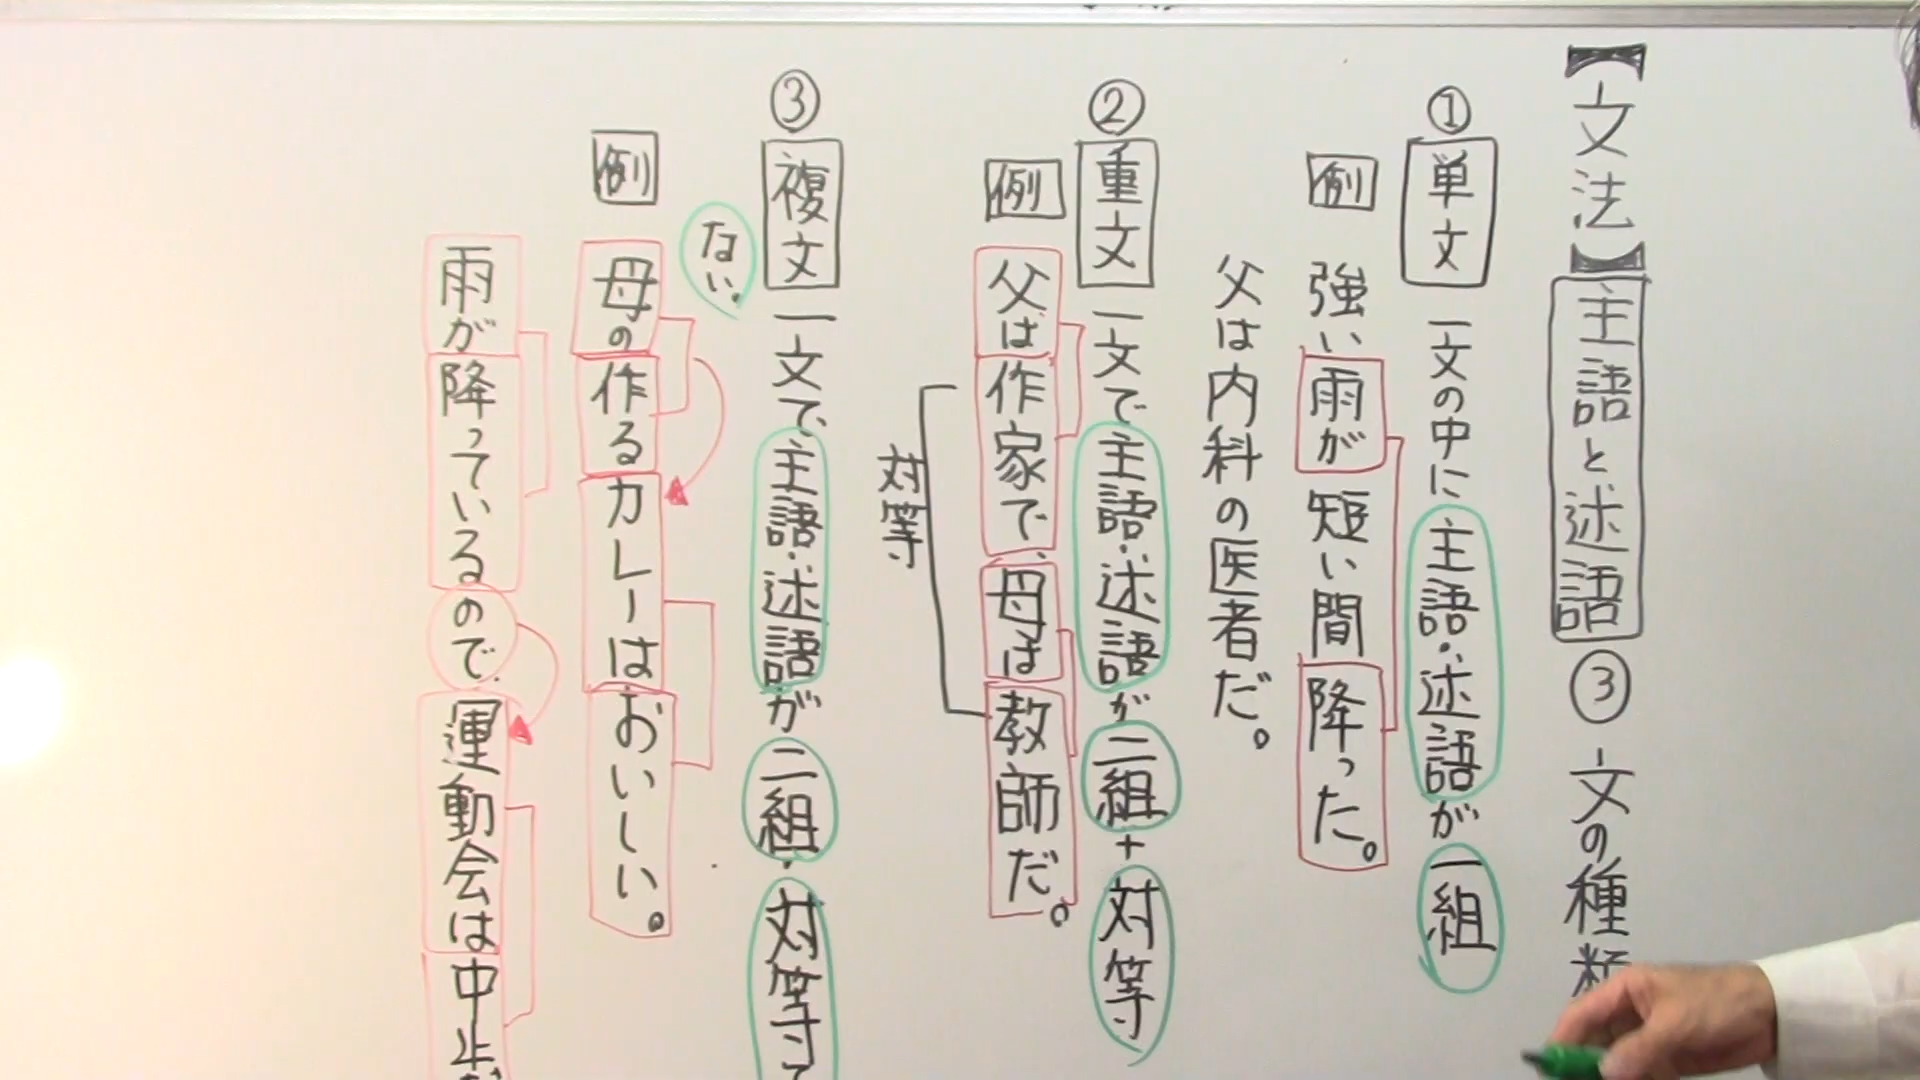 【文法】主語と述語③ 文の種類
① 単文 一文の中に主語・述語が一組
例 強い雨が短い間降った。
父は内科の医者だ。
② 重文 一文で主語・述語が二組+対等
例 父は作家で、母は教師だ。
対等
③ 複文 一文で、主語・述語が二組・対等で
ない。
例 母の作るカレーはおいしい。
雨が降っているので、運動会は中止だ